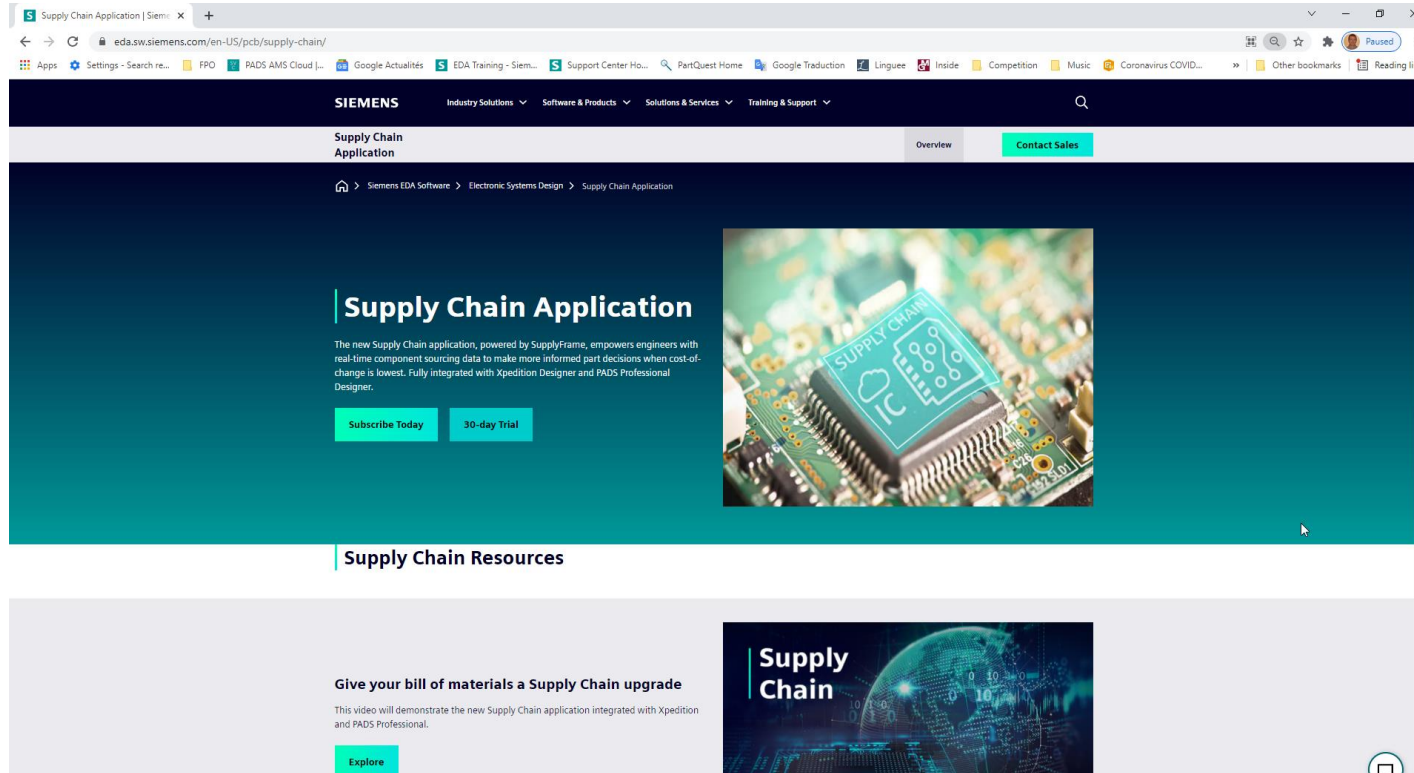 Supply Chain Application | Sieme
eda.sw.siemens.com/en-US/pcb/supply-chain/
Paused
Apps Settings - Search re... FPO PADS AMS Cloud |... Google Actualités EDA Training - Siem... Support Center Ho... PartQuest Home Google Traduction Linguee Inside Competition Music Coronavirus COVID... » Other bookmarks Reading li
SIEMENS Industry Solutions Software & Products Solutions & Services Training & Support
Supply Chain
Application
Overview Contact Sales
Siemens EDA Software > Electronic Systems Design > Supply Chain Application
Supply Chain Application
The new Supply Chain application, powered by SupplyFrame, empowers engineers with
real-time component sourcing data to make more informed part decisions when cost-of-
change is lowest. Fully integrated with Xpedition Designer and PADS Professional
Designer.
Subscribe Today 30-day Trial
SUPPLY CHAIN
IC
C26
SLD1
Supply Chain Resources
Give your bill of materials a Supply Chain upgrade
This video will demonstrate the new Supply Chain application integrated with Xpedition
and PADS Professional.
Explore
Supply
Chain